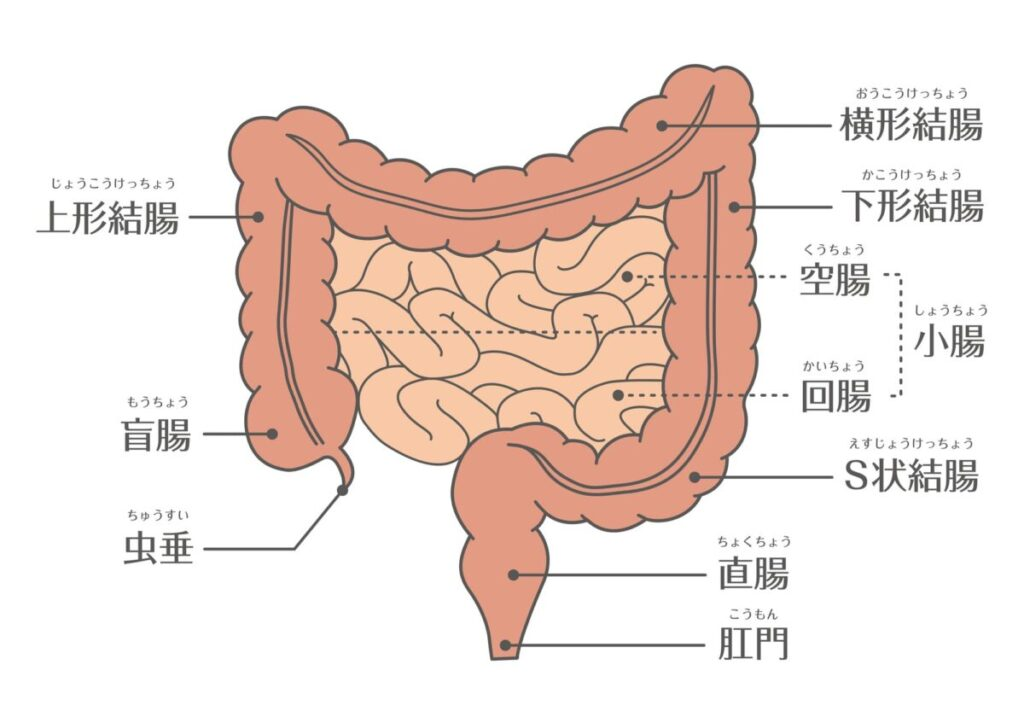 じょうこうけっちょう
上形結腸
もうちょう
盲腸
ちゅうすい
虫垂
おうこうけっちょう
横形結腸
かこうけっちょう
下形結腸
くうちょう
空腸
しょうちょう
小腸
かいちょう
回腸
えすじょうけっちょう
S状結腸
ちょくちょう
直腸
こうもん
肛門